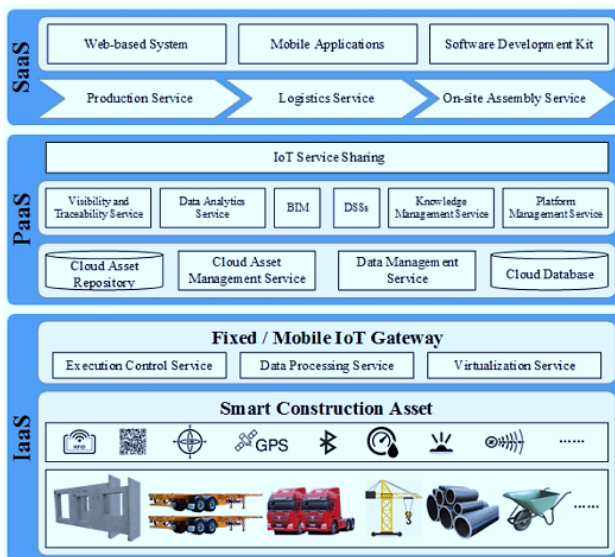 SaaS
Web-based System
Mobile Applications
Software Development Kit
Production Service
Logistics Service
On-site Assembly Service
PaaS
IoT Service Sharing
Visibility and
Traceability Service
Data Analytics
Service
BIM
DSSs
Knowledge
Management Service
Platform
Management Service
Cloud Asset
Repository
Cloud Asset
Management Service
Data Management
Service
Cloud Database
IaaS
Fixed / Mobile IoT Gateway
Execution Control Service
Data Processing Service
Virtualization Service
Smart Construction Asset
RFID
GPS
......
......